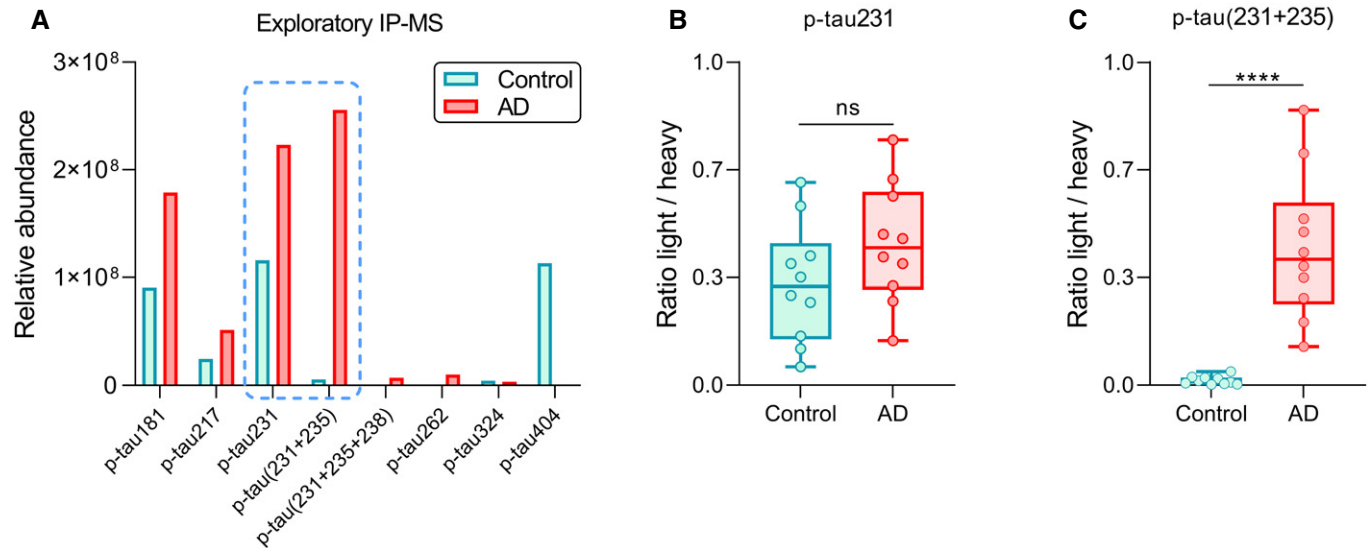 A
Exploratory IP-MS
Relative abundance
3×10⁸
2×10⁸
1×10⁸
0
Control
AD
p-tau181
p-tau217
p-tau231
p-tau(231+235)
p-tau(231+235+238)
p-tau262
p-tau324
p-tau404
B
p-tau231
Ratio light / heavy
1.0
0.7
0.3
0.0
ns
Control
AD
C
p-tau(231+235)
Ratio light / heavy
1.0
0.7
0.3
0.0
****
Control
AD